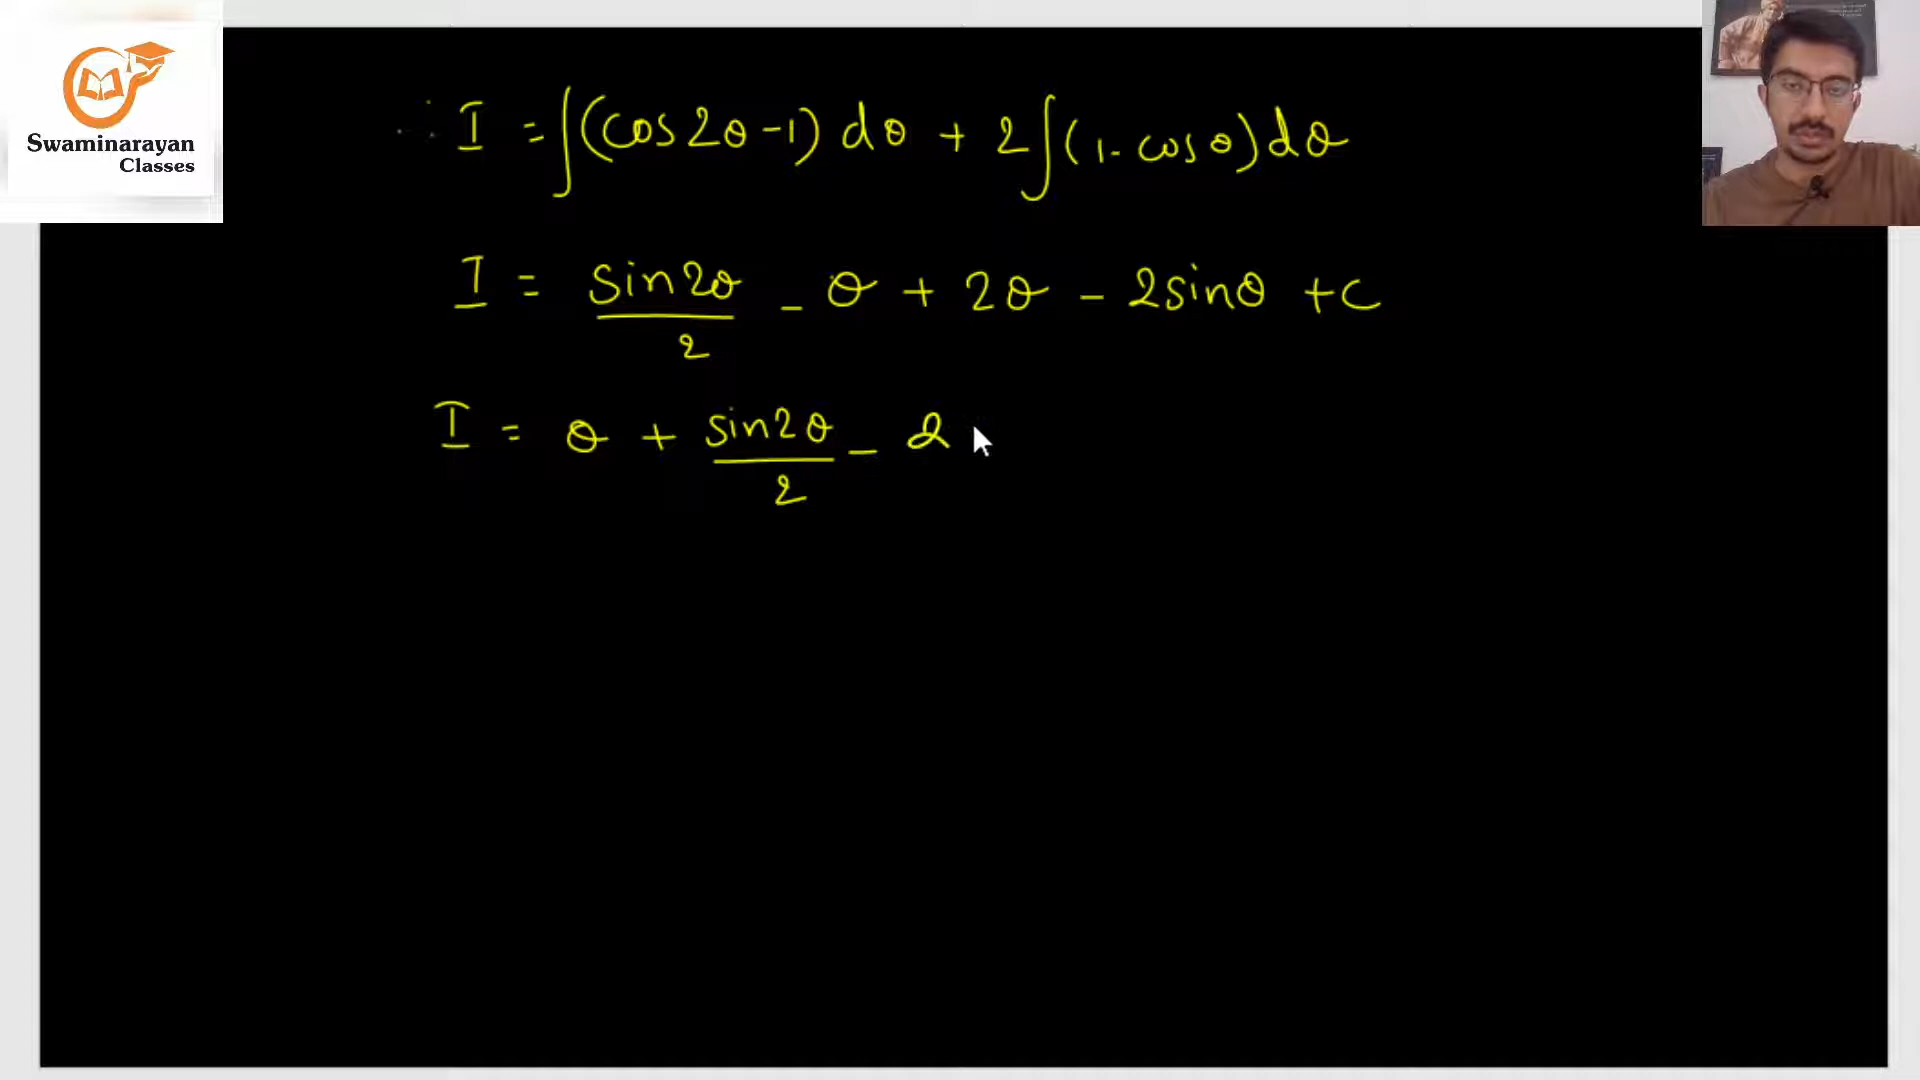 Swaminarayan
Classes
∴ I = ∫(cos2θ-1) dθ + 2∫(1-cosθ)dθ
I = sin2θ/2 - θ + 2θ - 2sinθ + c
I = θ + sin2θ/2 - 2